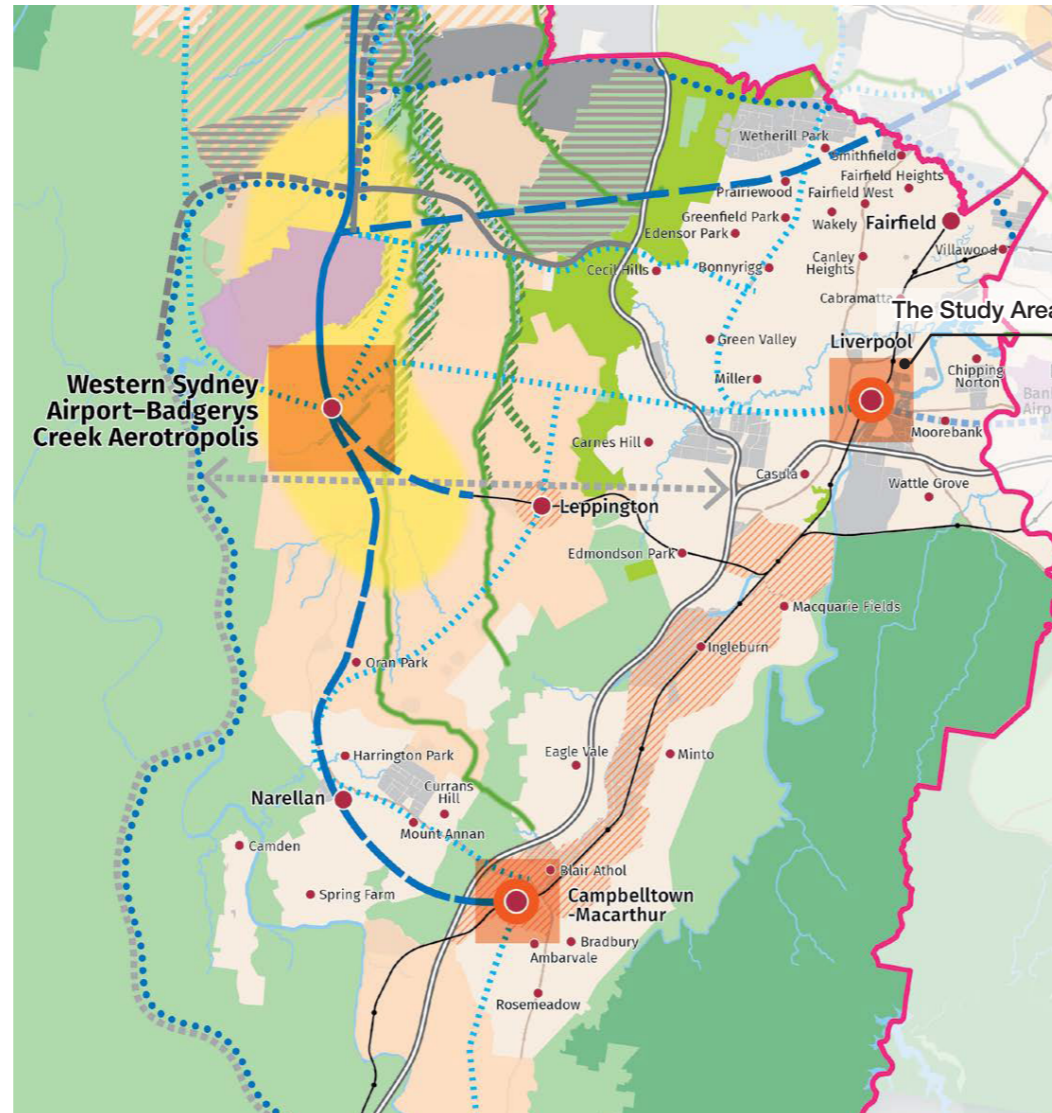 Wetherill Park
Smithfield
Fairfield Heights
Prairiewood
Fairfield West
Greenfield Park
Wakely
Fairfield
Edensor Park
Villawood
Cecil Hills
Bonnyrigg
Canley
Heights
Cabramatta
The Study Area
Green Valley
Liverpool
Chipping
Norton
Miller
Western Sydney
Airport–Badgerys
Creek Aerotropolis
Moorebank
Carnes Hill
Casula
Wattle Grove
Leppington
Edmondson Park
Macquarie Fields
Ingleburn
Oran Park
Harrington Park
Eagle Vale
Minto
Currans
Hill
Narellan
Mount Annan
Camden
Blair Athol
Spring Farm
Campbelltown
-Macarthur
Bradbury
Ambarvale
Rosemeadow